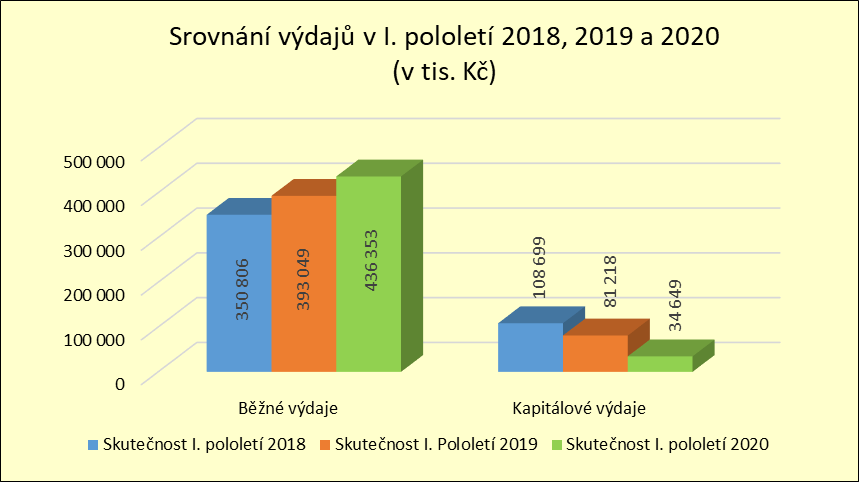 Srovnání výdajů v I. pololetí 2018, 2019 a 2020
(v tis. Kč)
500 000
400 000
300 000
200 000
100 000
0
350 806
393 049
436 353
108 699
81 218
34 649
Běžné výdaje
Kapitálové výdaje
Skutečnost I. pololetí 2018 Skutečnost I. Pololetí 2019 Skutečnost I. pololetí 2020